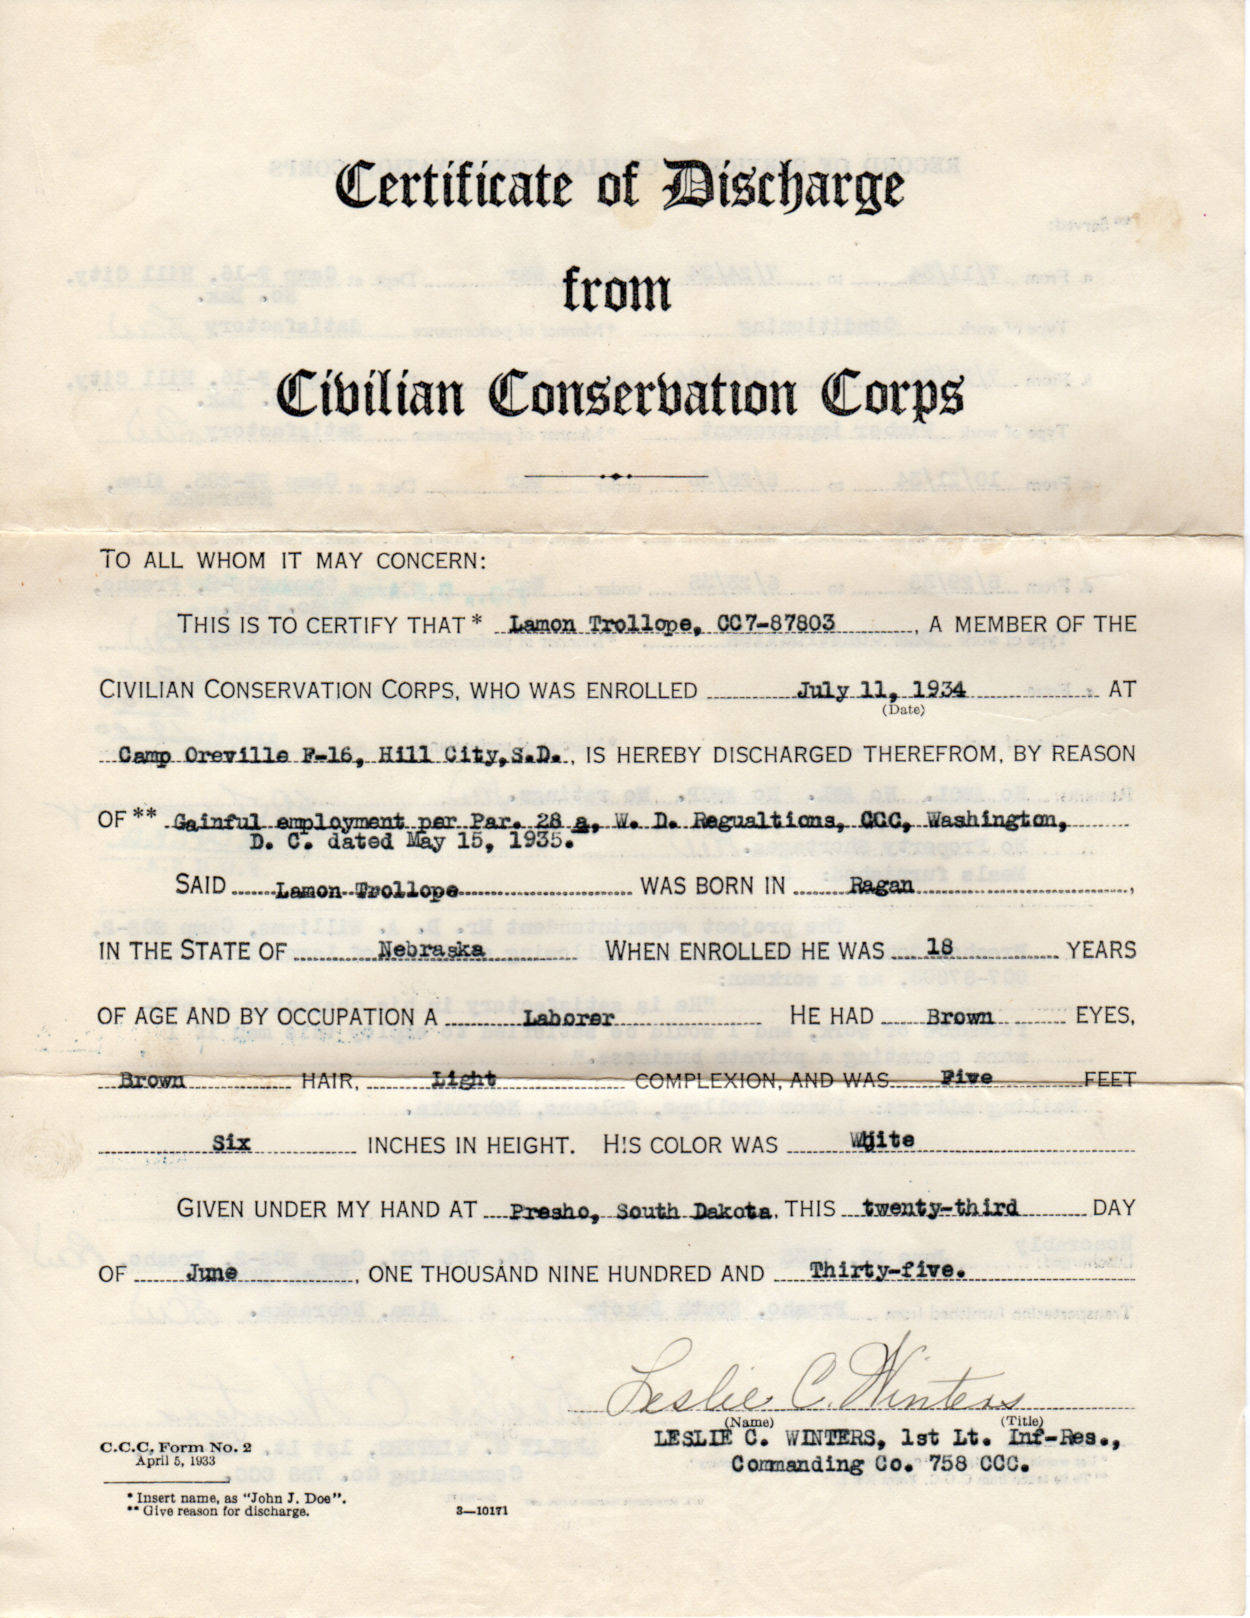 Certificate of Discharge
from
Civilian Conservation Corps
TO ALL WHOM IT MAY CONCERN:
THIS IS TO CERTIFY THAT * Lamon Trollope, CC7-87803, A MEMBER OF THE
CIVILIAN CONSERVATION CORPS, WHO WAS ENROLLED July 11, 1934 AT
(Date)
Camp Oreville F-16, Hill City,S.D., IS HEREBY DISCHARGED THEREFROM, BY REASON
OF ** Gainful employment per Par. 28 a, W. D. Regualtions, CCC, Washington,
D. C. dated May 15, 1935.
SAID Lamon Trollope WAS BORN IN Ragan,
IN THE STATE OF Nebraska WHEN ENROLLED HE WAS 18 YEARS
OF AGE AND BY OCCUPATION A Laborer HE HAD Brown EYES,
Brown HAIR, Light COMPLEXION, AND WAS Five FEET
Six INCHES IN HEIGHT. HIS COLOR WAS White
GIVEN UNDER MY HAND AT Presho, South Dakota, THIS twenty-third DAY
OF June, ONE THOUSAND NINE HUNDRED AND Thirty-five.
Leslie C. Winters
(Name) (Title)
LESLIE C. WINTERS, 1st Lt. Inf-Res.,
Commanding Co. 758 CCC.
C.C.C. Form No. 2
April 5, 1933
* Insert name, as "John J. Doe".
** Give reason for discharge.
3—10171